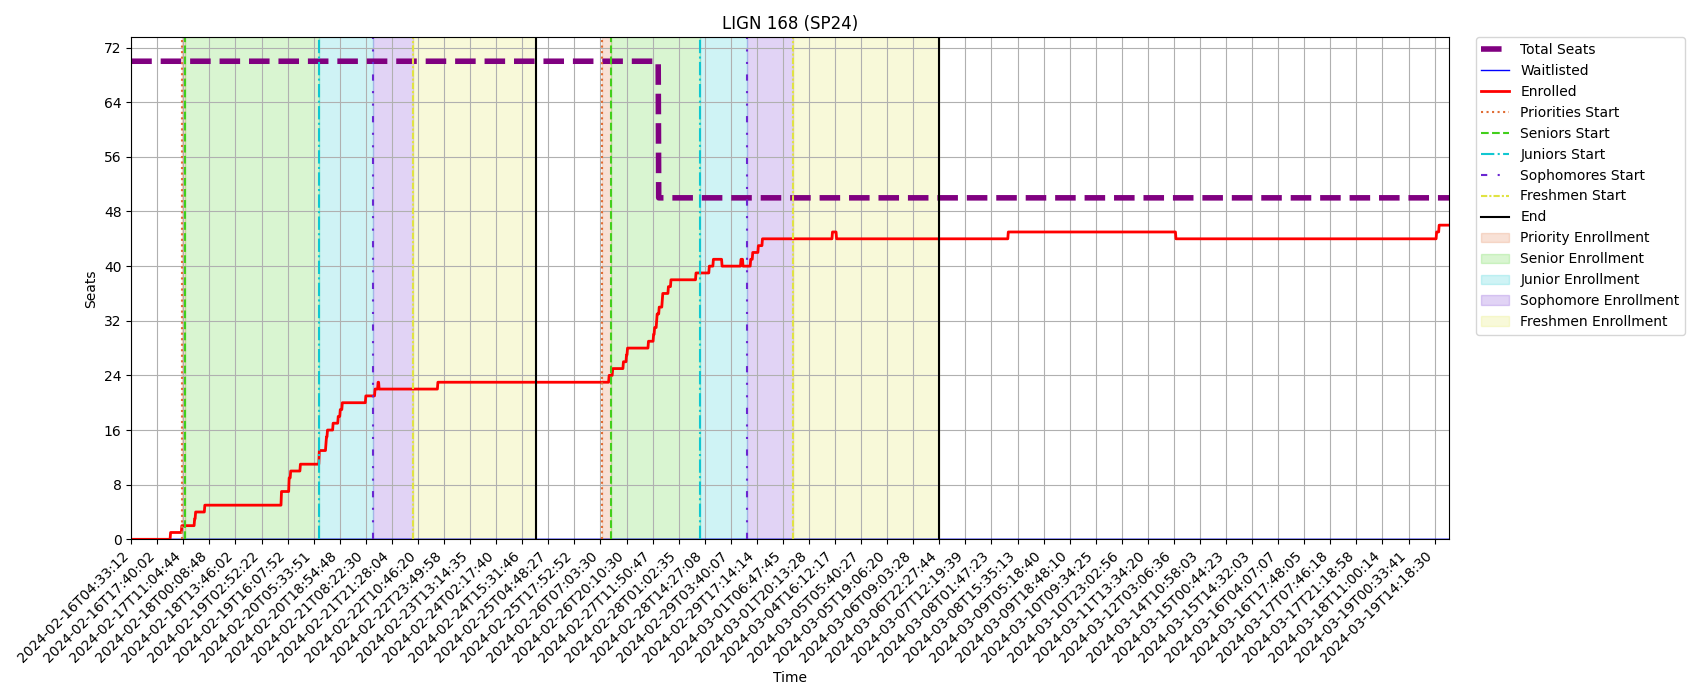 LIGN 168 (SP24)
Seats
72
64
56
48
40
32
24
16
8
0
Total Seats
Waitlisted
Enrolled
Priorities Start
Seniors Start
Juniors Start
Sophomores Start
Freshmen Start
End
Priority Enrollment
Senior Enrollment
Junior Enrollment
Sophomore Enrollment
Freshmen Enrollment
2024-02-16T04:33:12
2024-02-16T17:40:02
2024-02-17T11:04:44
2024-02-18T00:08:48
2024-02-18T13:46:02
2024-02-19T02:52:22
2024-02-19T16:07:52
2024-02-20T05:33:51
2024-02-20T18:54:48
2024-02-21T08:22:30
2024-02-21T21:28:04
2024-02-22T10:46:20
2024-02-22T23:49:58
2024-02-23T13:14:35
2024-02-24T02:17:40
2024-02-24T15:31:46
2024-02-25T04:48:27
2024-02-25T17:52:52
2024-02-26T07:03:30
2024-02-26T20:10:30
2024-02-27T11:50:47
2024-02-28T01:02:35
2024-02-28T14:27:08
2024-02-29T03:40:07
2024-02-29T17:14:14
2024-03-01T06:47:45
2024-03-01T20:13:28
2024-03-04T16:12:17
2024-03-05T05:40:27
2024-03-05T19:06:20
2024-03-06T09:03:28
2024-03-06T22:27:44
2024-03-07T12:19:39
2024-03-08T01:47:23
2024-03-08T15:35:13
2024-03-09T05:18:40
2024-03-09T18:48:10
2024-03-10T09:34:25
2024-03-10T23:02:56
2024-03-11T13:34:20
2024-03-12T03:06:36
2024-03-14T10:58:03
2024-03-15T00:44:23
2024-03-15T14:32:03
2024-03-16T04:07:07
2024-03-16T17:48:05
2024-03-17T07:46:18
2024-03-17T21:18:58
2024-03-18T11:00:14
2024-03-19T00:33:41
2024-03-19T14:18:30
Time